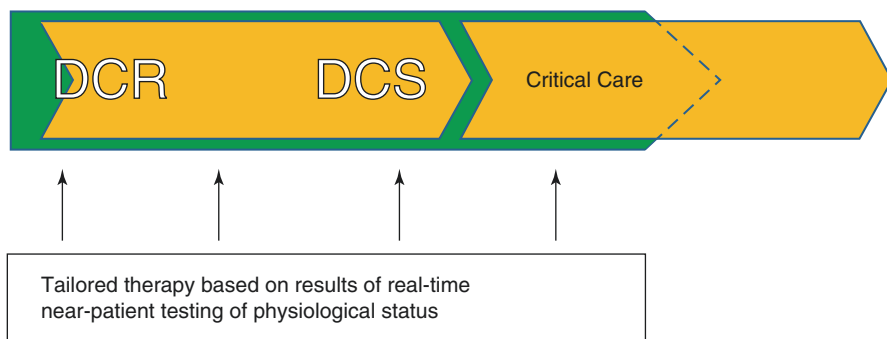 DCR DCS Critical Care
Tailored therapy based on results of real-time
near-patient testing of physiological status